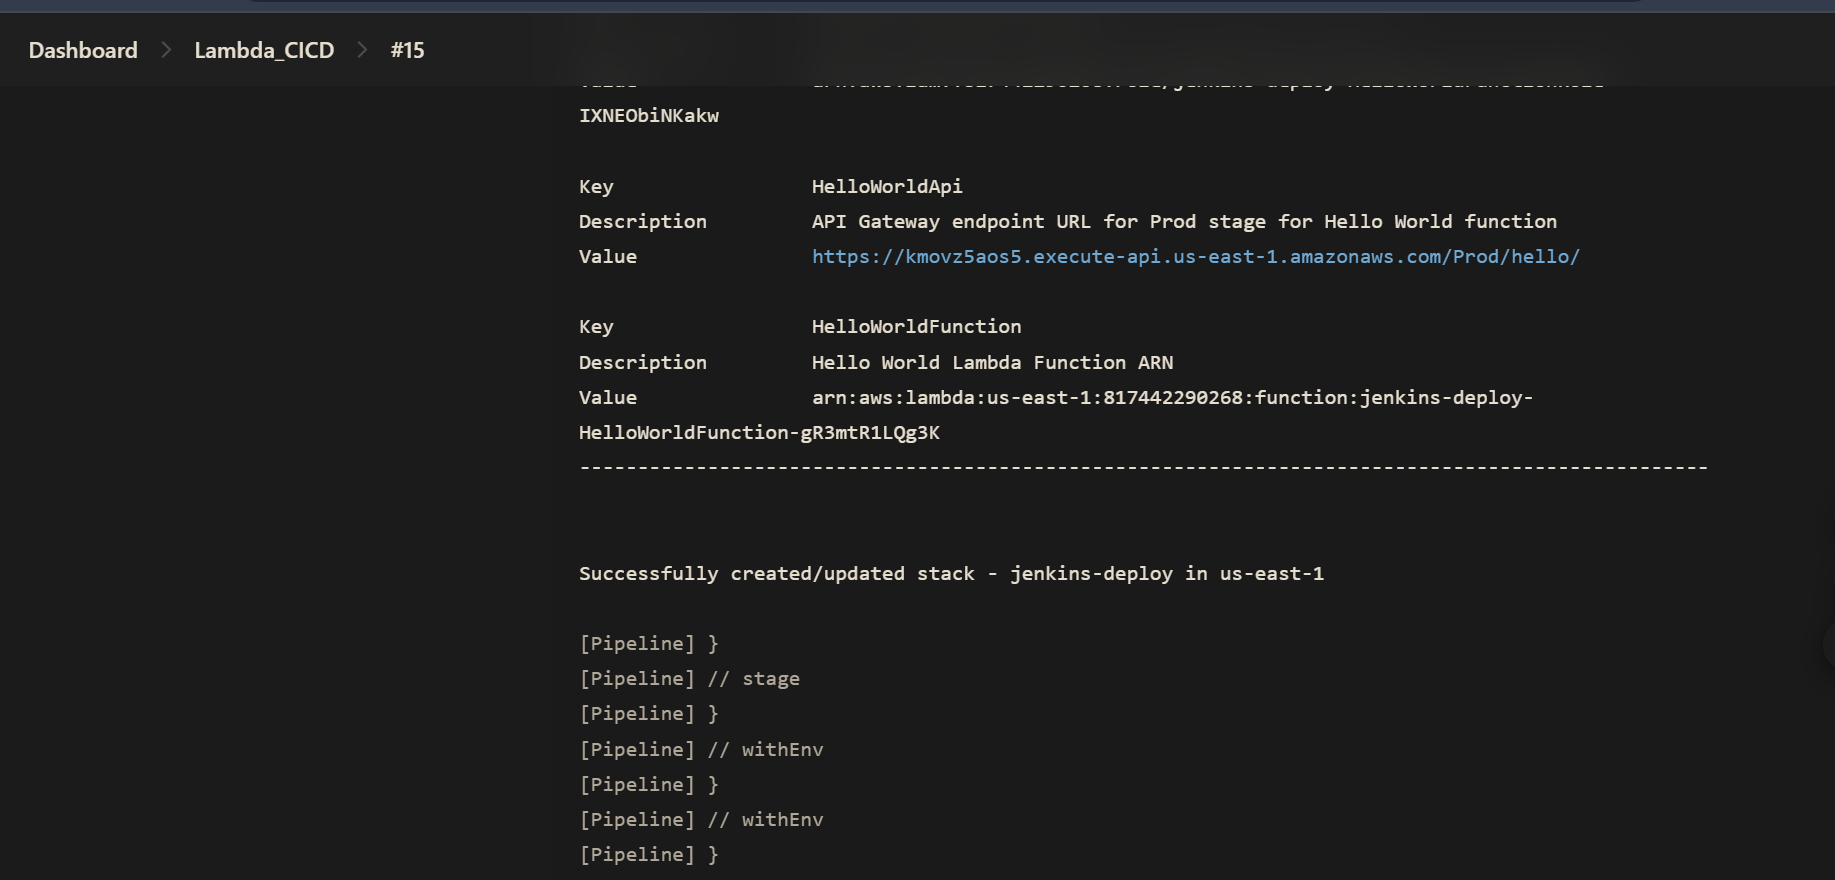 Dashboard > Lambda_CICD > #15
IXNEObiNKakw
Key HelloWorldApi
Description API Gateway endpoint URL for Prod stage for Hello World function
Value https://kmovz5aos5.execute-api.us-east-1.amazonaws.com/Prod/hello/
Key HelloWorldFunction
Description Hello World Lambda Function ARN
Value arn:aws:lambda:us-east-1:817442290268:function:jenkins-deploy-
HelloWorldFunction-gR3mtR1LQg3K
-------------------------------------------------------------------------------------------------
Successfully created/updated stack - jenkins-deploy in us-east-1
[Pipeline] }
[Pipeline] // stage
[Pipeline] }
[Pipeline] // withEnv
[Pipeline] }
[Pipeline] // withEnv
[Pipeline] }